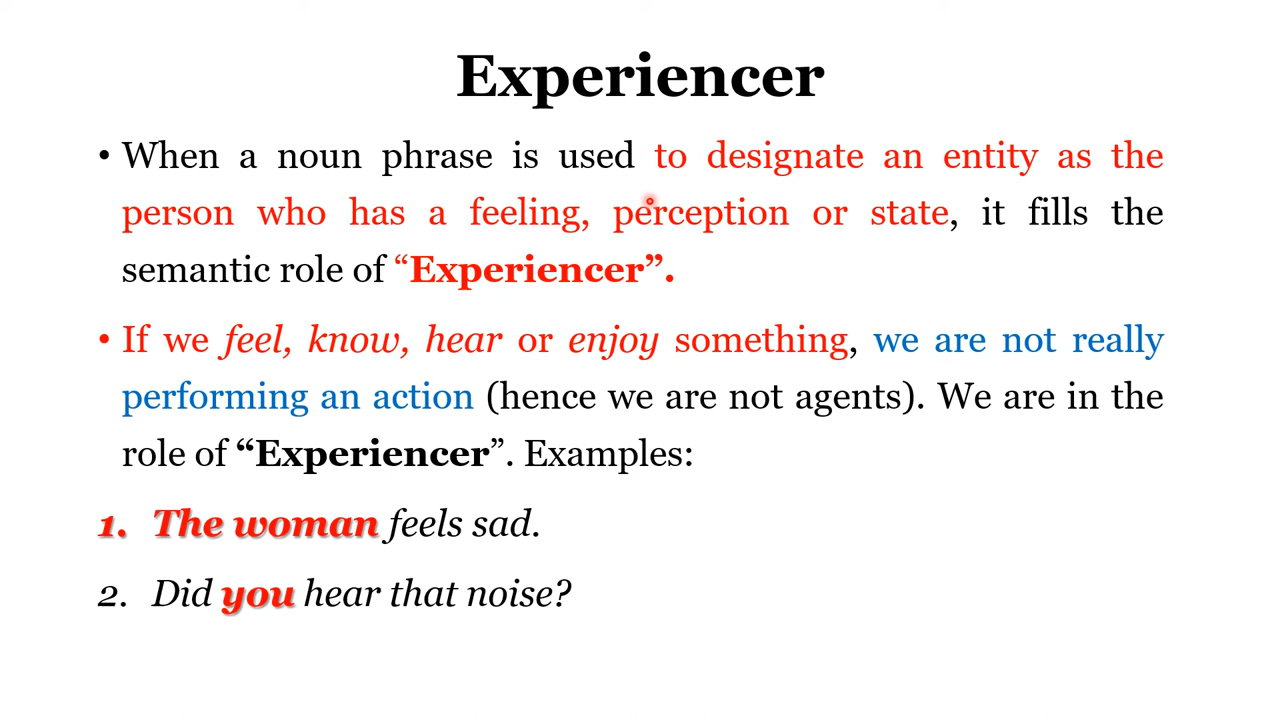 Experiencer
• When a noun phrase is used to designate an entity as the
person who has a feeling, perception or state, it fills the
semantic role of “Experiencer”.
• If we feel, know, hear or enjoy something, we are not really
performing an action (hence we are not agents). We are in the
role of “Experiencer”. Examples:
1. The woman feels sad.
2. Did you hear that noise?